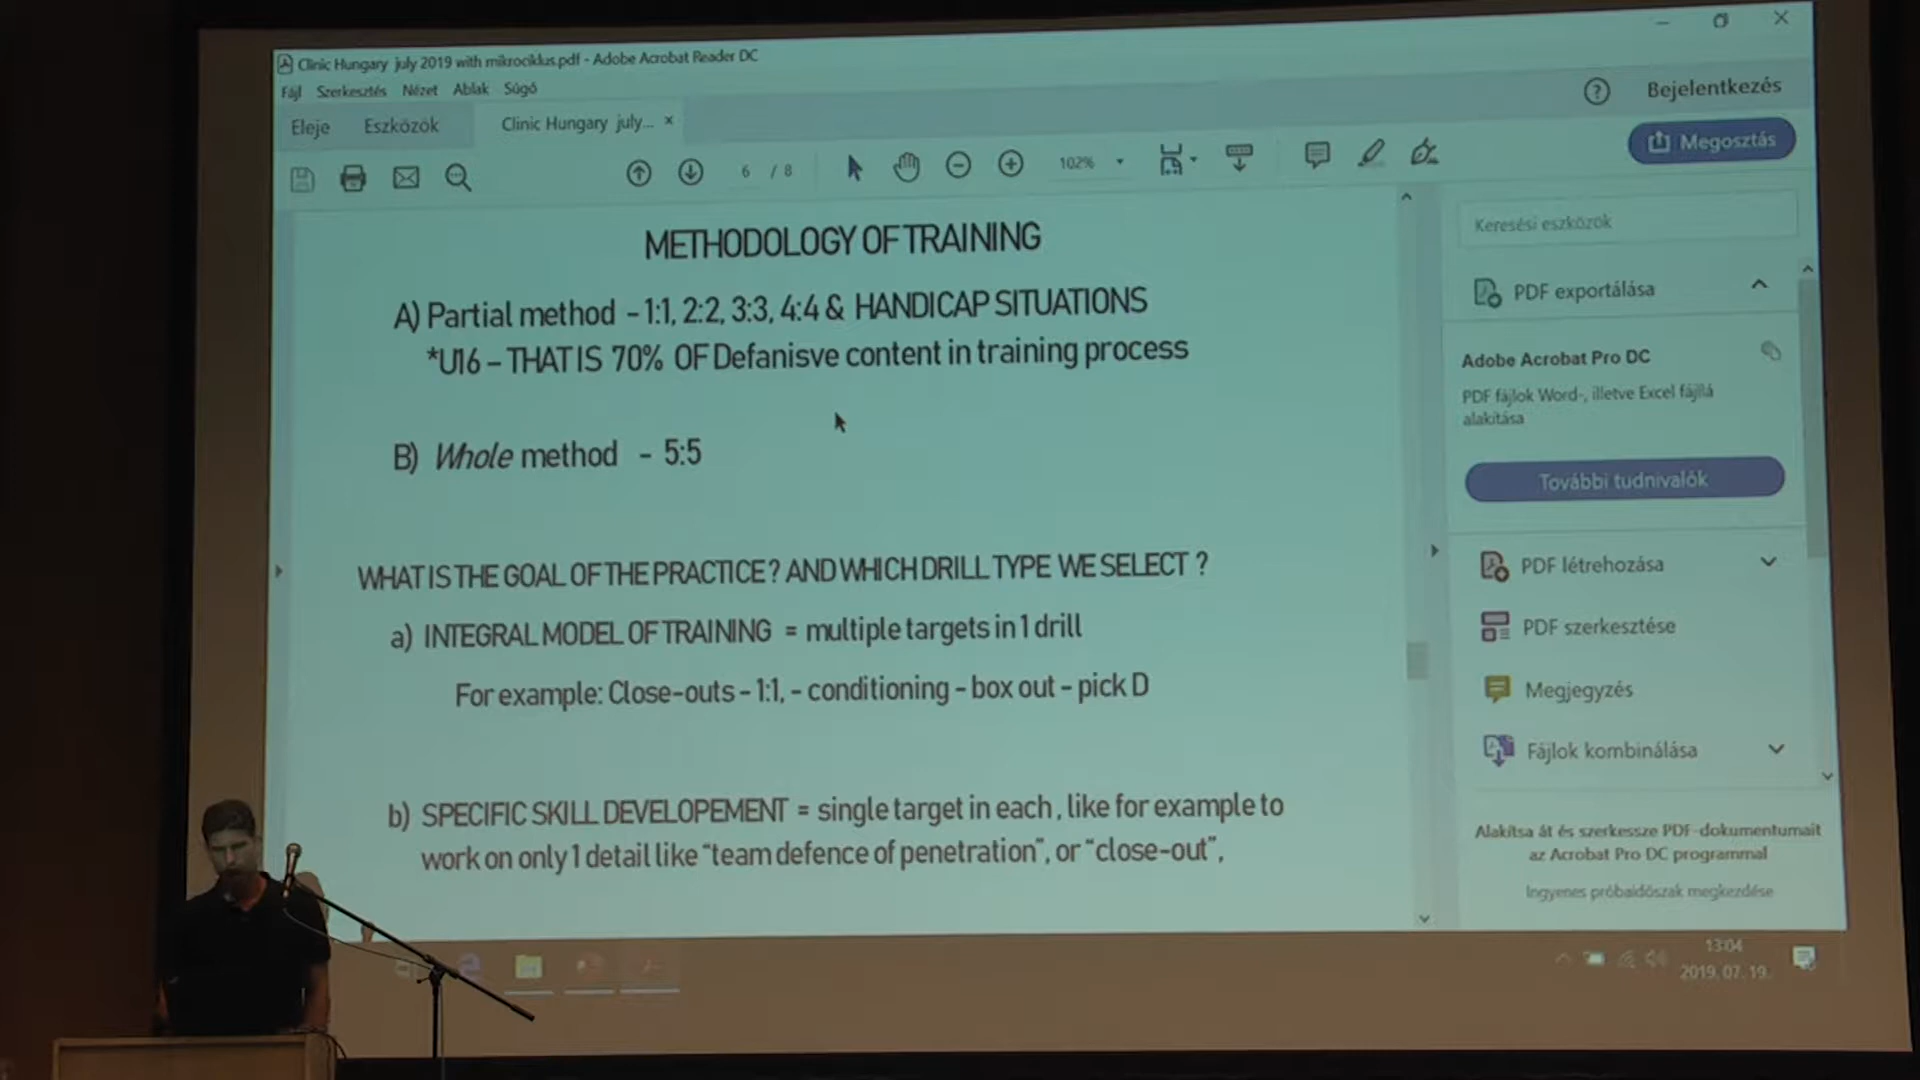 Clinic Hungary july 2019 with mikrociklus.pdf - Adobe Acrobat Reader DC
Fájl Szerkesztés Nézet Ablak Súgó
Bejelentkezés
Eleje Eszközök Clinic Hungary july...
6 / 8
102%
Megosztás
METHODOLOGY OF TRAINING
A) Partial method - 1:1, 2:2, 3:3, 4:4 & HANDICAP SITUATIONS
*U16 – THAT IS 70% OF Defanisve content in training process
B) Whole method - 5:5
WHAT IS THE GOAL OF THE PRACTICE? AND WHICH DRILL TYPE WE SELECT ?
a) INTEGRAL MODEL OF TRAINING = multiple targets in 1 drill
For example: Close-outs - 1:1, - conditioning - box out - pick D
b) SPECIFIC SKILL DEVELOPEMENT = single target in each, like for example to
work on only 1 detail like "team defence of penetration", or "close-out",
Keresési eszközök
PDF exportálása
Adobe Acrobat Pro DC
PDF fájlok Word-, illetve Excel fájllá
alakítása
További tudnivalók
PDF létrehozása
PDF szerkesztése
Megjegyzés
Fájlok kombinálása
Alakítsa át és szerkessze PDF-dokumentumait
az Acrobat Pro DC programmal
Ingyenes próbaidőszak megkezdése
13:04
2019. 07. 19.